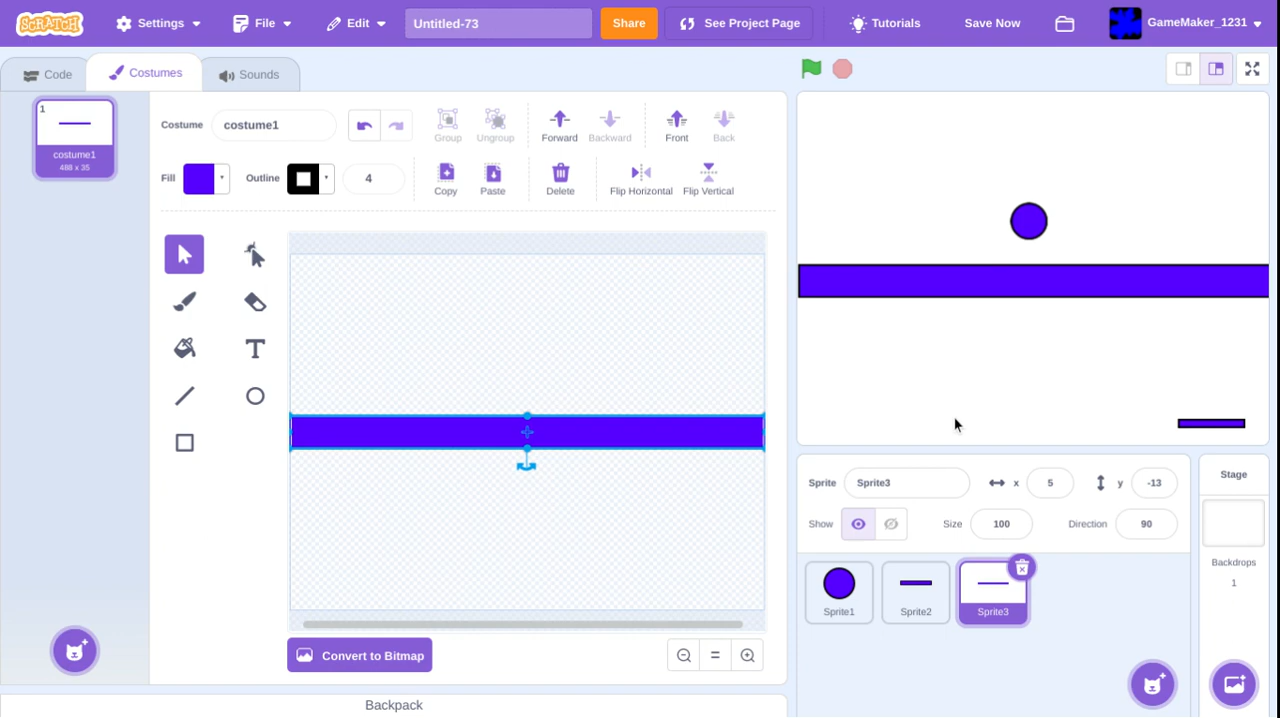 SCRATCH
Settings
File
Edit
Untitled-73
Share
See Project Page
Tutorials
Save Now
GameMaker_1231
Code
Costumes
Sounds
1
costume1
488 x 35
Costume
costume1
Group
Ungroup
Forward
Backward
Front
Back
Fill
Outline
4
Copy
Paste
Delete
Flip Horizontal
Flip Vertical
T
Convert to Bitmap
Backpack
Sprite
Sprite3
x
5
y
-13
Show
Size
100
Direction
90
Sprite1
Sprite2
Sprite3
Stage
Backdrops
1